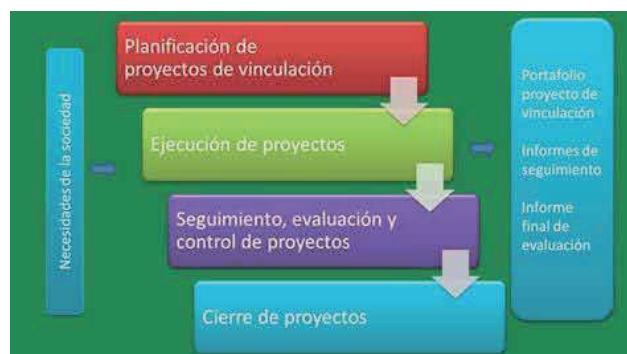 Necesidades de la sociedad
Planificación de
proyectos de vinculación
Ejecución de proyectos
Seguimiento, evaluación y
control de proyectos
Cierre de proyectos
Portafolio
proyecto de
vinculación
Informes de
seguimiento
Informe
final de
evaluación